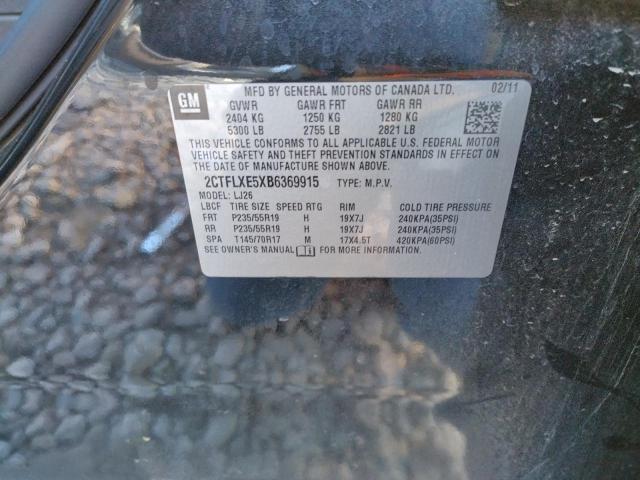 GM
MFD BY GENERAL MOTORS OF CANADA LTD. 02/11
GVWR GAWR FRT GAWR RR
2404 KG 1250 KG 1280 KG
5300 LB 2755 LB 2821 LB
THIS VEHICLE CONFORMS TO ALL APPLICABLE U.S. FEDERAL MOTOR
VEHICLE SAFETY, BUMPER, AND THEFT PREVENTION STANDARDS IN EFFECT ON
THE DATE OF MANUFACTURE SHOWN ABOVE.
2CTFLXE5XB6369915 TYPE: M.P.V.
MODEL: LJ26
LBCF TIRE SIZE SPEED RTG RIM COLD TIRE PRESSURE
FRT P235/55R19 H 19X7J 240KPA(35PSI)
RR P235/55R19 H 19X7J 240KPA(35PSI)
SPA T145/70R17 M 17X4.5T 420KPA(60PSI)
SEE OWNER'S MANUAL FOR MORE INFORMATION.